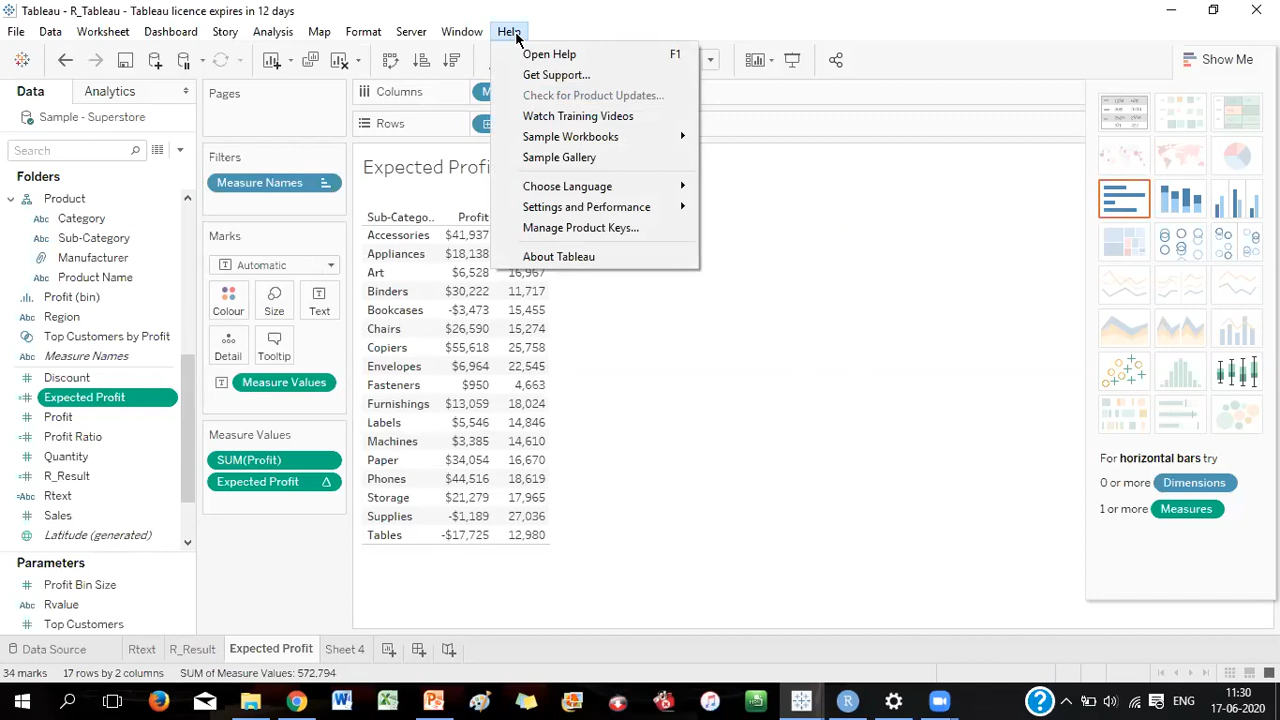 Tableau - R_Tableau - Tableau licence expires in 12 days
File Data Worksheet Dashboard Story Analysis Map Format Server Window Help
Show Me
Open Help F1
Get Support...
Check for Product Updates...
Watch Training Videos
Sample Workbooks
Sample Gallery
Choose Language
Settings and Performance
Manage Product Keys...
About Tableau
Data Analytics
Sample - Superstore
Search
Folders
Product
Abc Category
Abc Sub-Category
Abc Manufacturer
Abc Product Name
Profit (bin)
Region
Top Customers by Profit
Abc Measure Names
Discount
Expected Profit
Profit
Profit Ratio
Quantity
R_Result
Abc Rtext
Sales
Latitude (generated)
Parameters
Profit Bin Size
Abc Rvalue
Top Customers
Pages
Filters
Measure Names
Marks
Automatic
Colour Size Text
Detail Tooltip
Measure Values
Measure Values
SUM(Profit)
Expected Profit
Columns
Rows
Expected Profi
Sub-Catego.. Profit
Accessories $41,937
Appliances $18,138
Art $6,528 16,967
Binders $30,222 11,717
Bookcases -$3,473 15,455
Chairs $26,590 15,274
Copiers $55,618 25,758
Envelopes $6,964 22,545
Fasteners $950 4,663
Furnishings $13,059 18,024
Labels $5,546 14,846
Machines $3,385 14,610
Paper $34,054 16,670
Phones $44,516 18,619
Storage $21,279 17,965
Supplies -$1,189 27,036
Tables -$17,725 12,980
For horizontal bars try
0 or more Dimensions
1 or more Measures
Data Source Rtext R_Result Expected Profit Sheet 4
34 marks 17 rows by 2 columns SUM of Measure Values: 572.794
ENG
11:30
17-06-2020